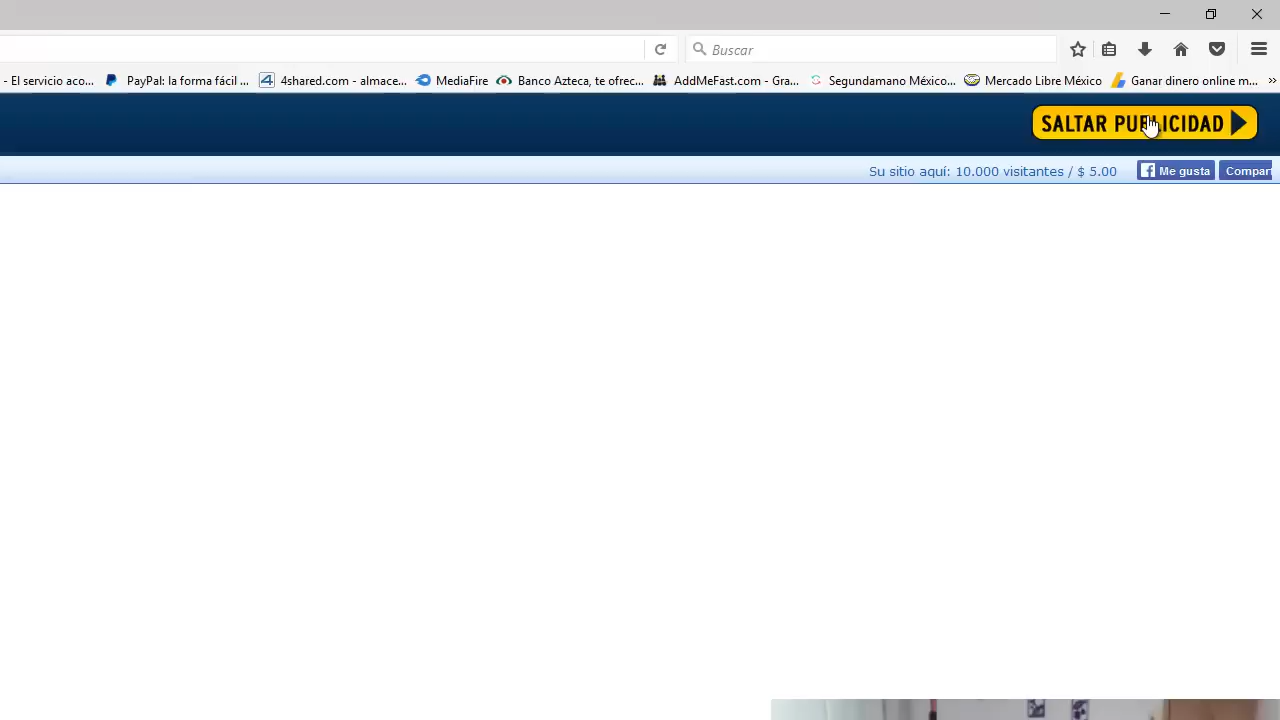 Buscar
- El servicio aco... PayPal: la forma fácil ... 4shared.com - almace... MediaFire Banco Azteca, te ofrec... AddMeFast.com - Gra... Segundamano México... Mercado Libre México Ganar dinero online m... »
SALTAR PUBLICIDAD
Su sitio aquí: 10.000 visitantes / $ 5.00 Me gusta Compart